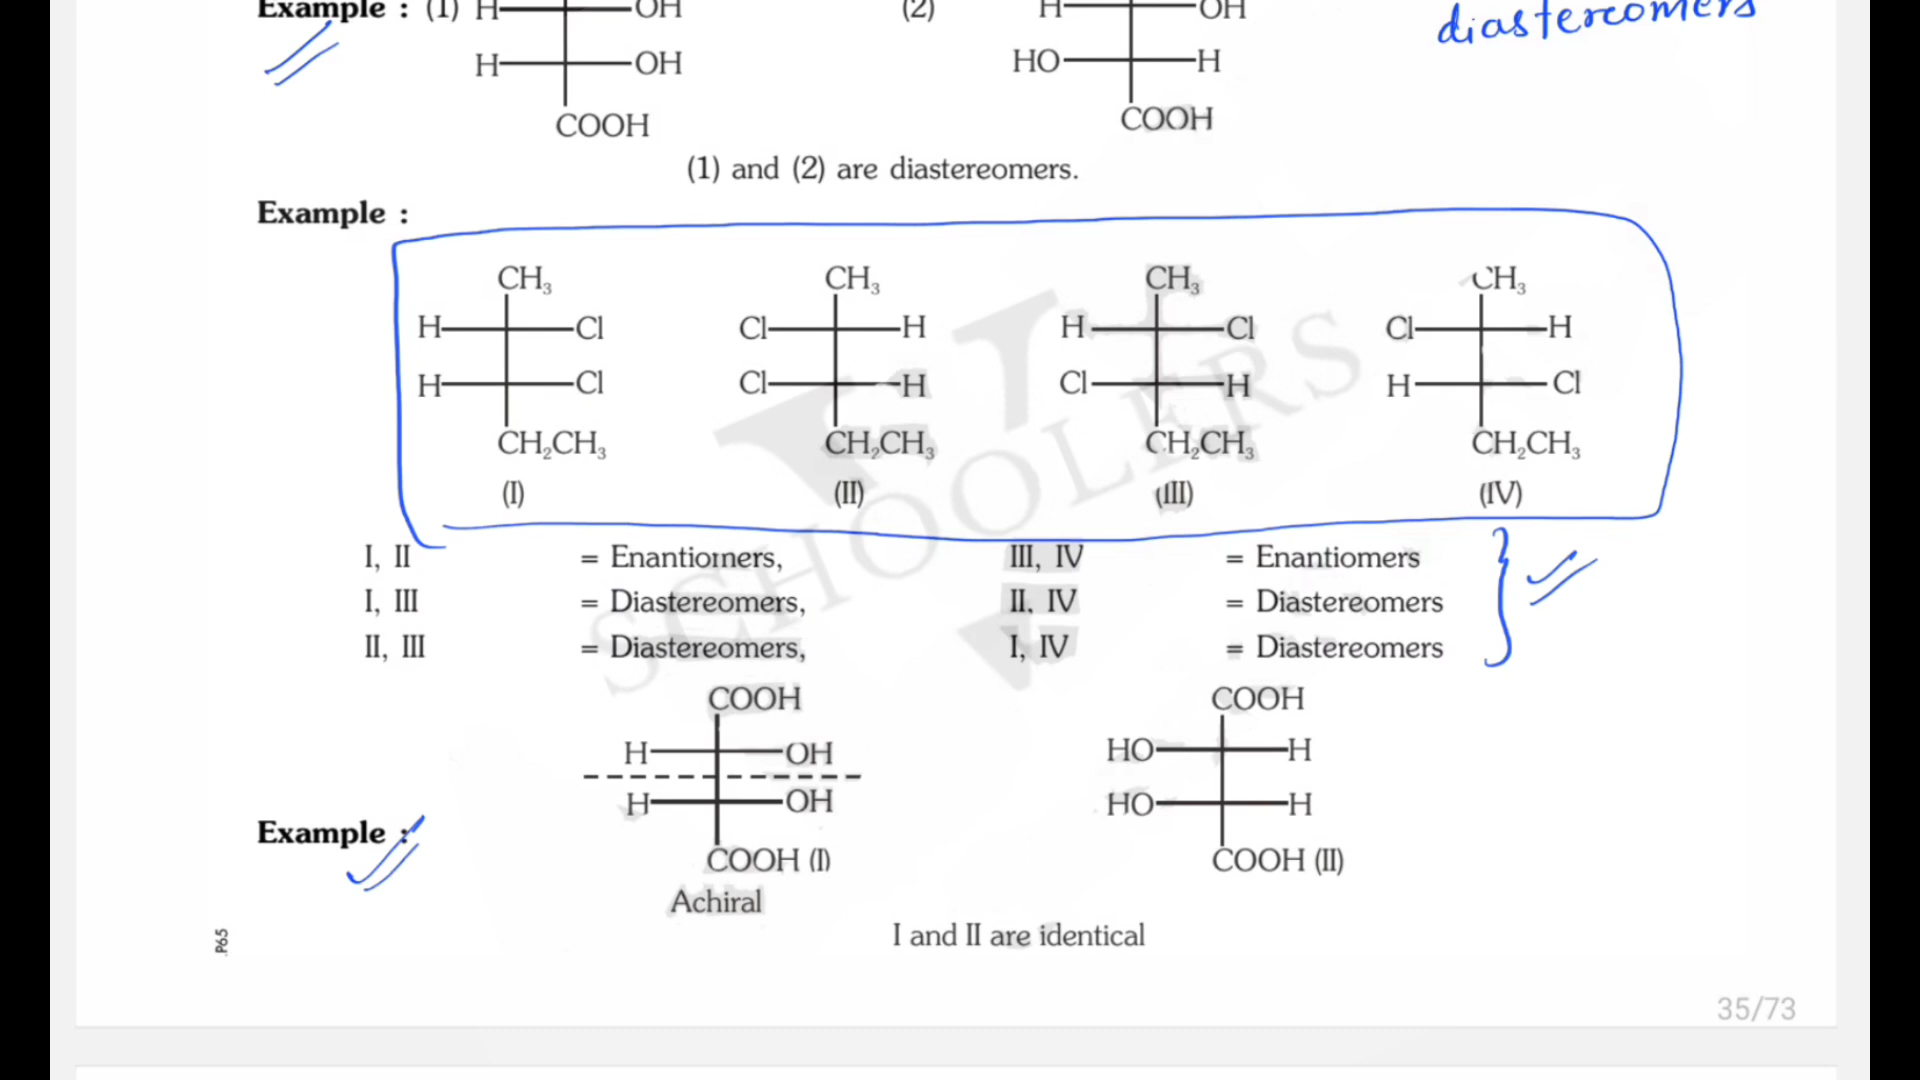 Example : (1) H OH (2) H OH
diastereomers
H OH HO H
COOH COOH
(1) and (2) are diastereomers.
Example :
CH₃ CH₃ CH₃ CH₃
H Cl Cl H H Cl Cl H
H Cl Cl H Cl H H Cl
CH₂CH₃ CH₂CH₃ CH₂CH₃ CH₂CH₃
(I) (II) (III) (IV)
I, II = Enantiomers, III, IV = Enantiomers
I, III = Diastereomers, II, IV = Diastereomers
II, III = Diastereomers, I, IV = Diastereomers
COOH COOH
H OH HO H
H OH HO H
Example :
COOH (I) COOH (II)
Achiral
I and II are identical
P65
35/73
SCHOOLERS